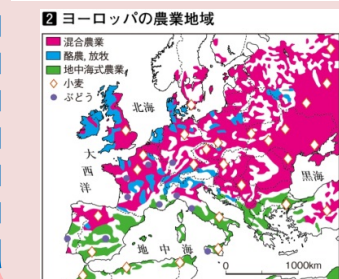 2 ヨーロッパの農業地域
混合農業
酪農, 放牧
地中海式農業
小麦
ぶどう
北海
大西洋
黒海
地中海
0 1000km